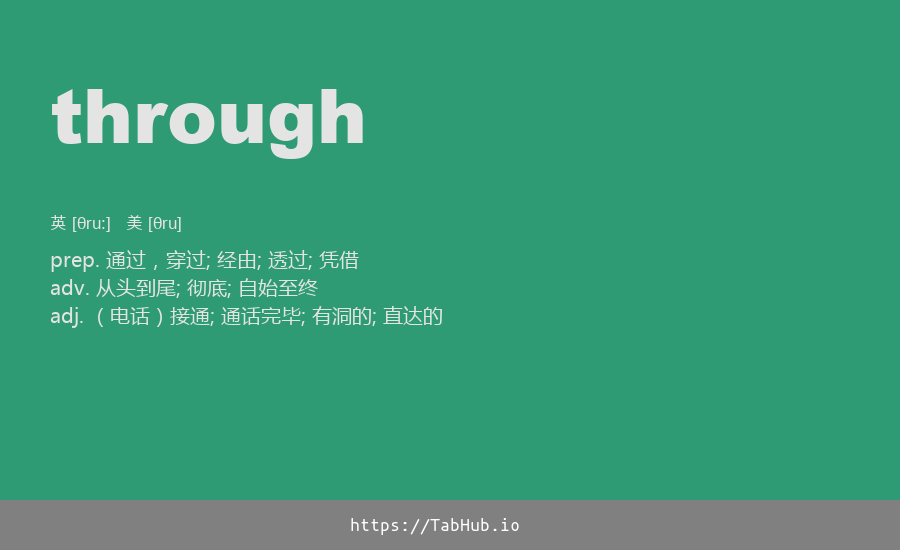 through
英 [θruː] 美 [θru]
prep. 通过，穿过; 经由; 透过; 凭借
adv. 从头到尾; 彻底; 自始至终
adj. （电话）接通; 通话完毕; 有洞的; 直达的
https://TabHub.io